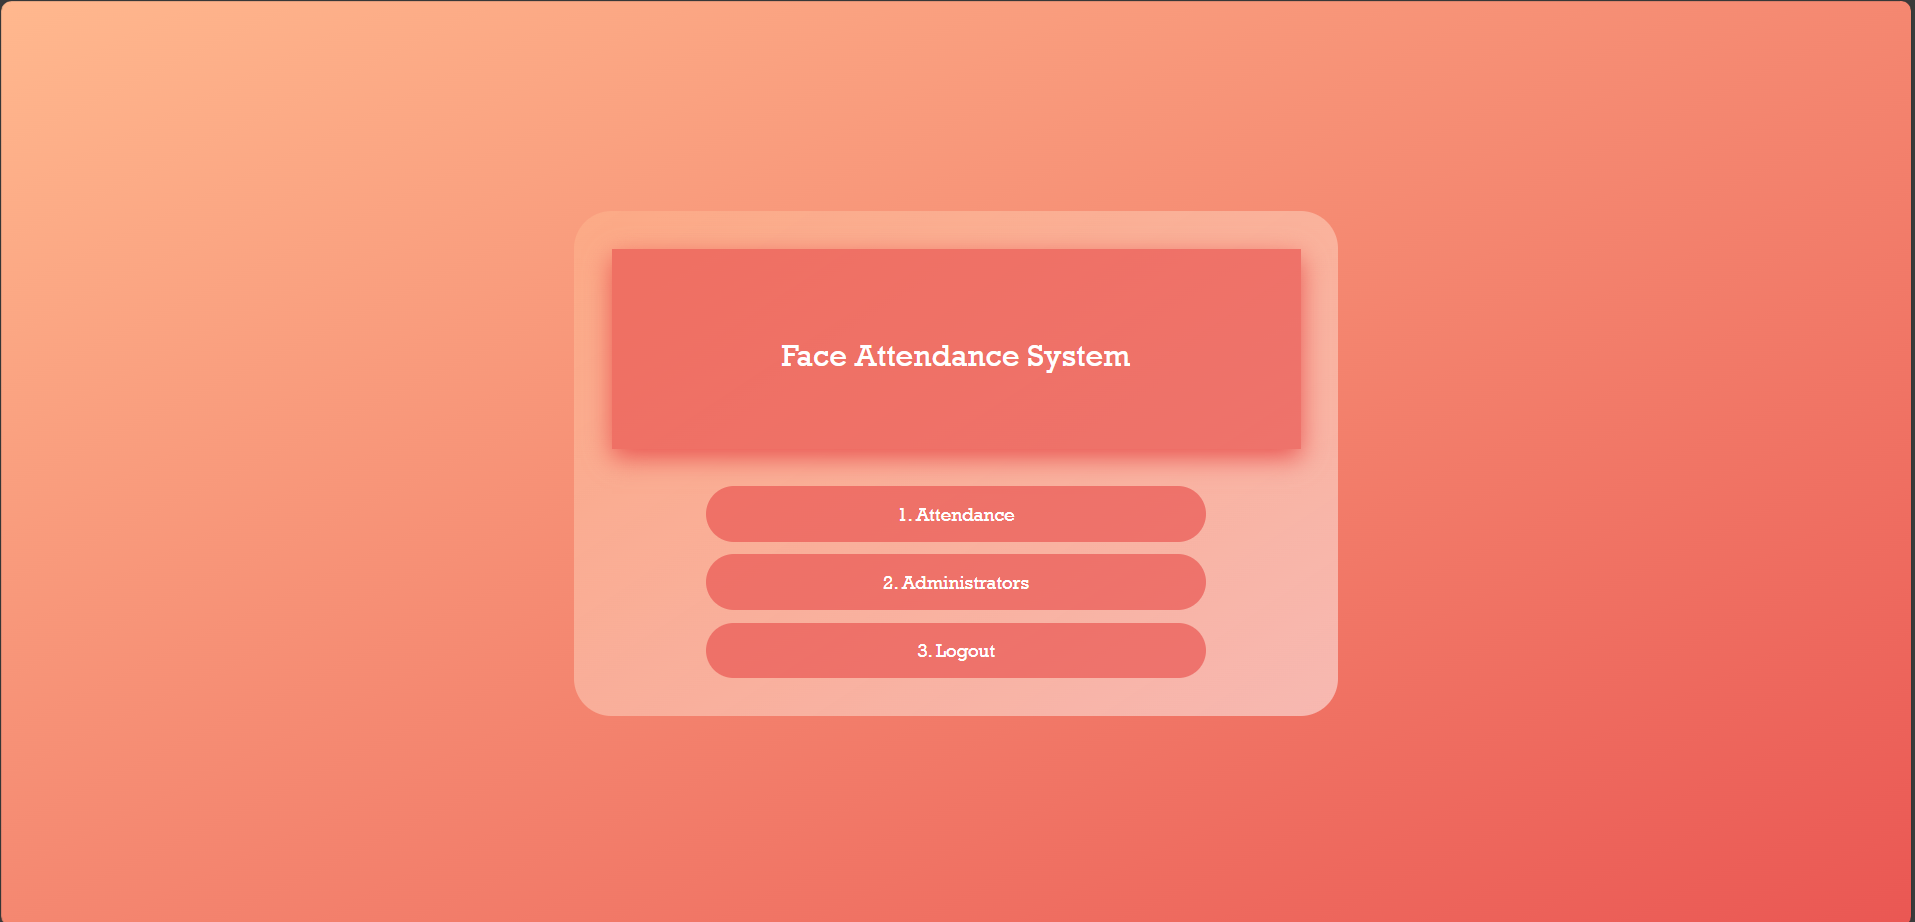 Face Attendance System
1. Attendance
2. Administrators
3. Logout